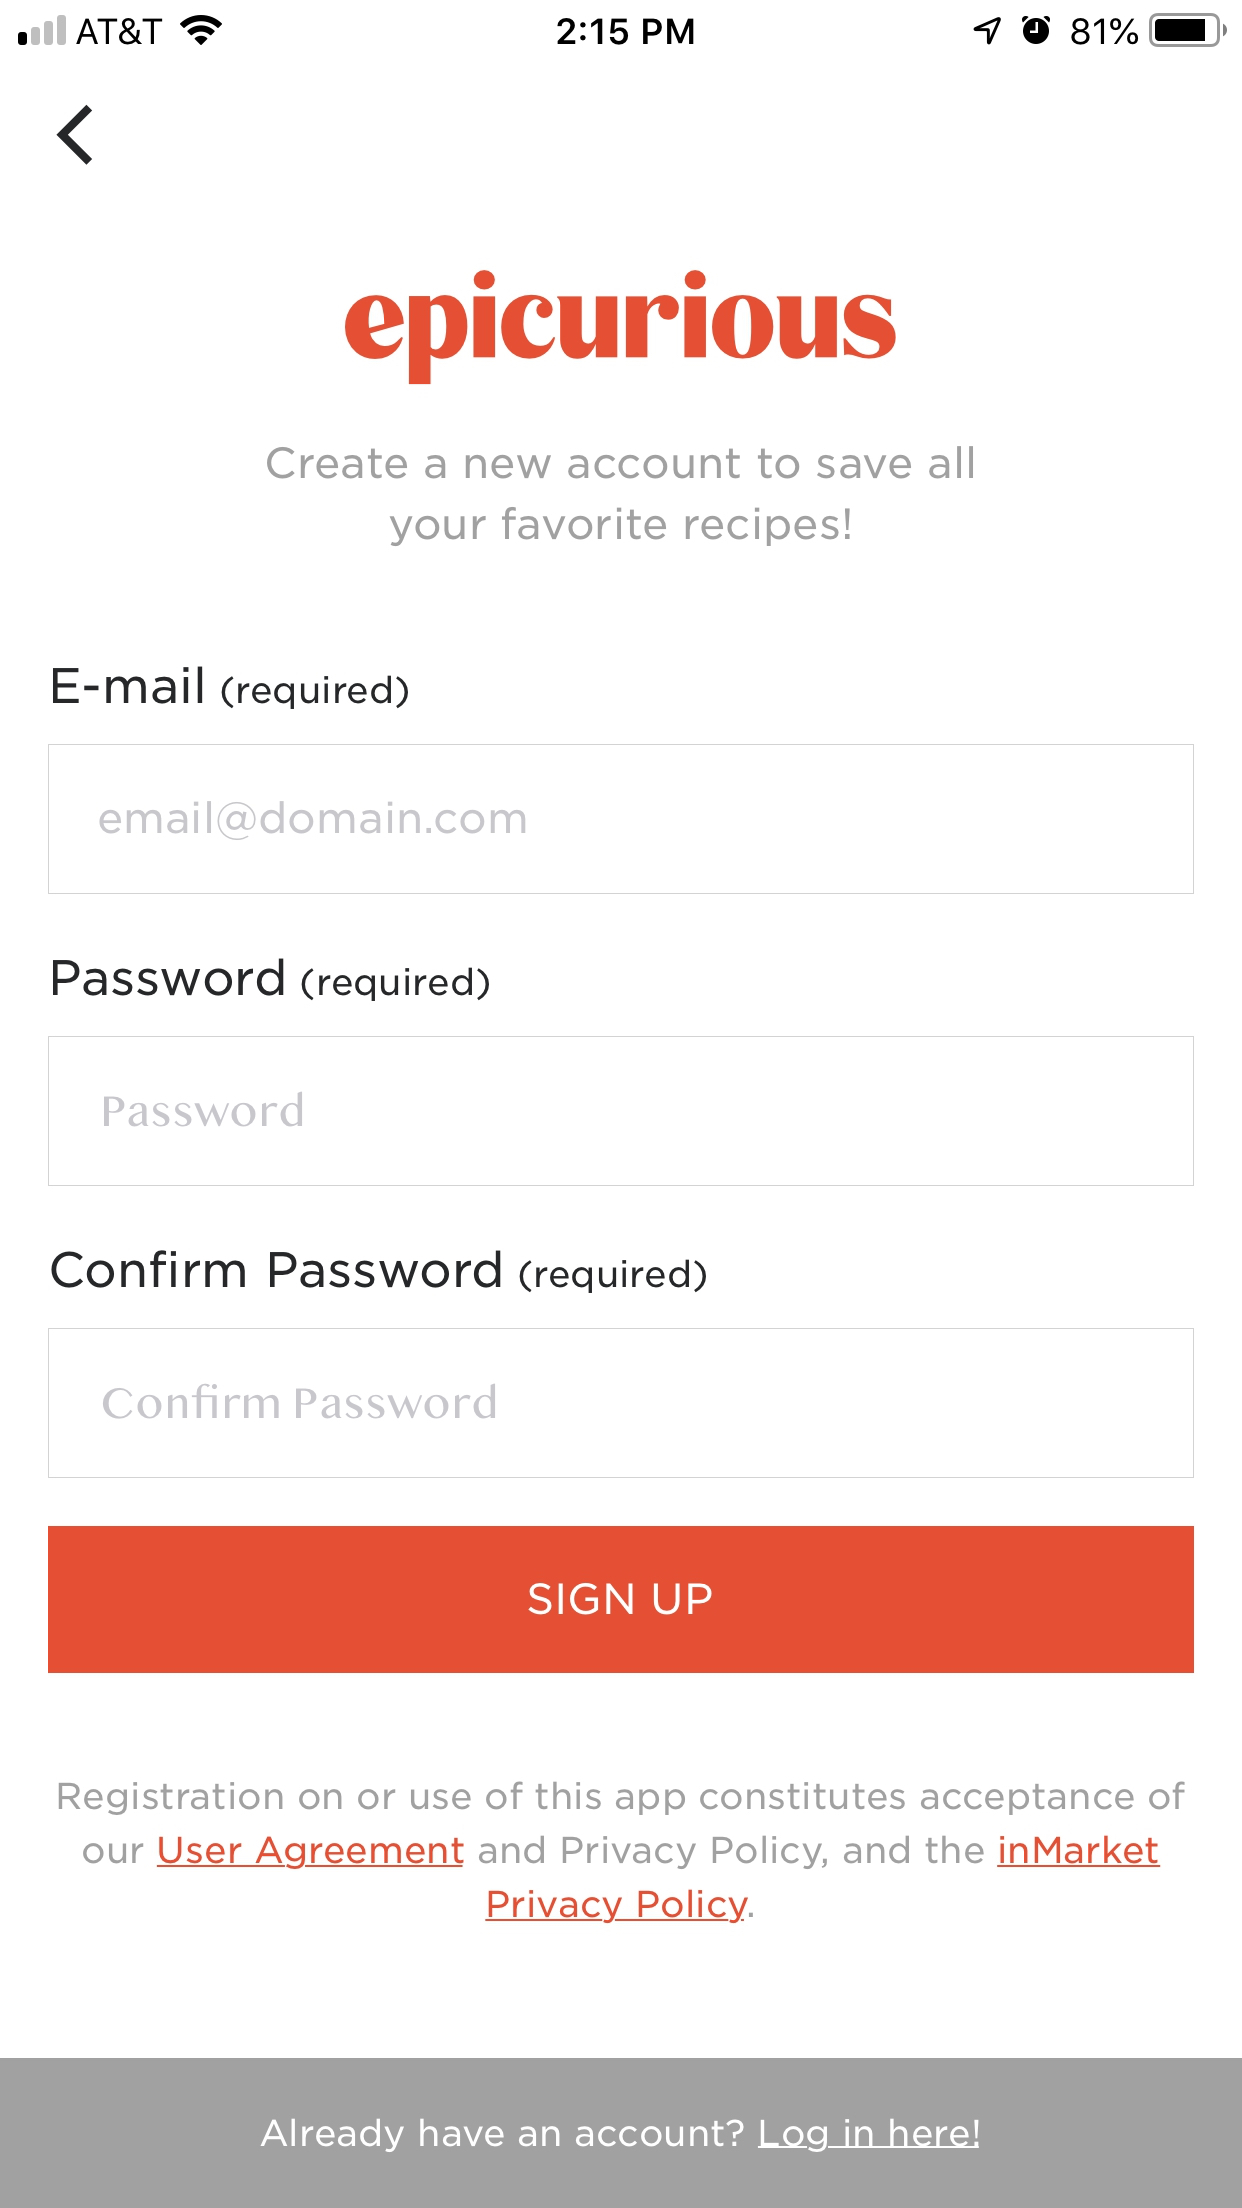 AT&T 2:15 PM 81%
epicurious
Create a new account to save all
your favorite recipes!
E-mail (required)
email@domain.com
Password (required)
Password
Confirm Password (required)
Confirm Password
SIGN UP
Registration on or use of this app constitutes acceptance of
our User Agreement and Privacy Policy, and the inMarket
Privacy Policy.
Already have an account? Log in here!